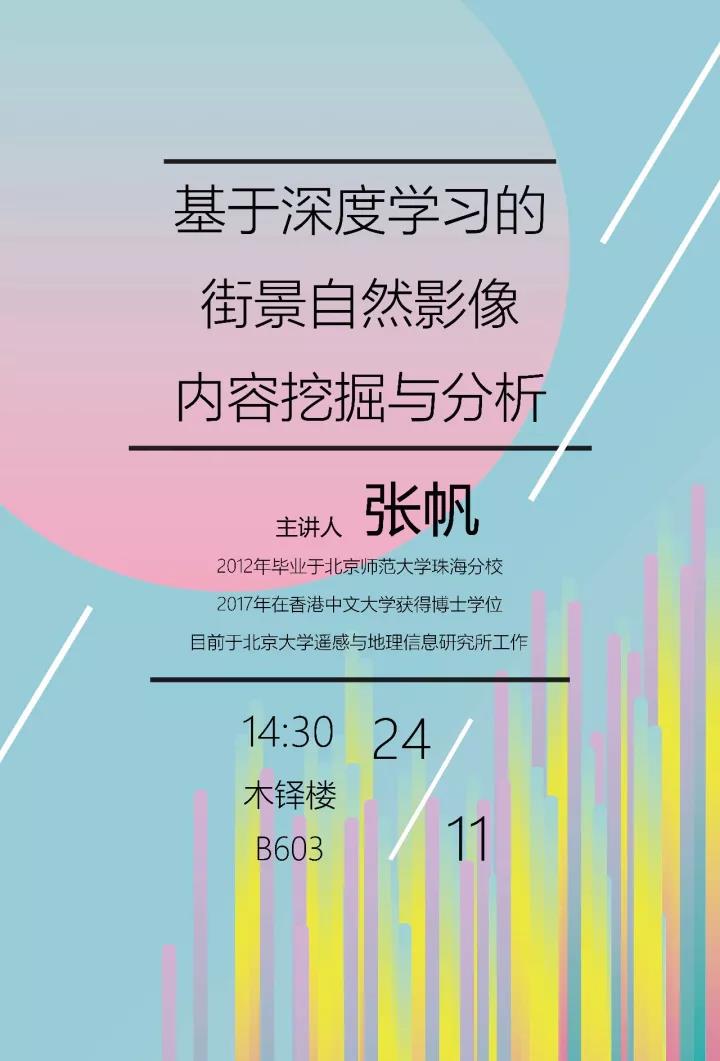 基于深度学习的
街景自然影像
内容挖掘与分析
主讲人 张帆
2012年毕业于北京师范大学珠海分校
2017年在香港中文大学获得博士学位
目前于北京大学遥感与地理信息研究所工作
14:30
木铎楼
B603
24
11